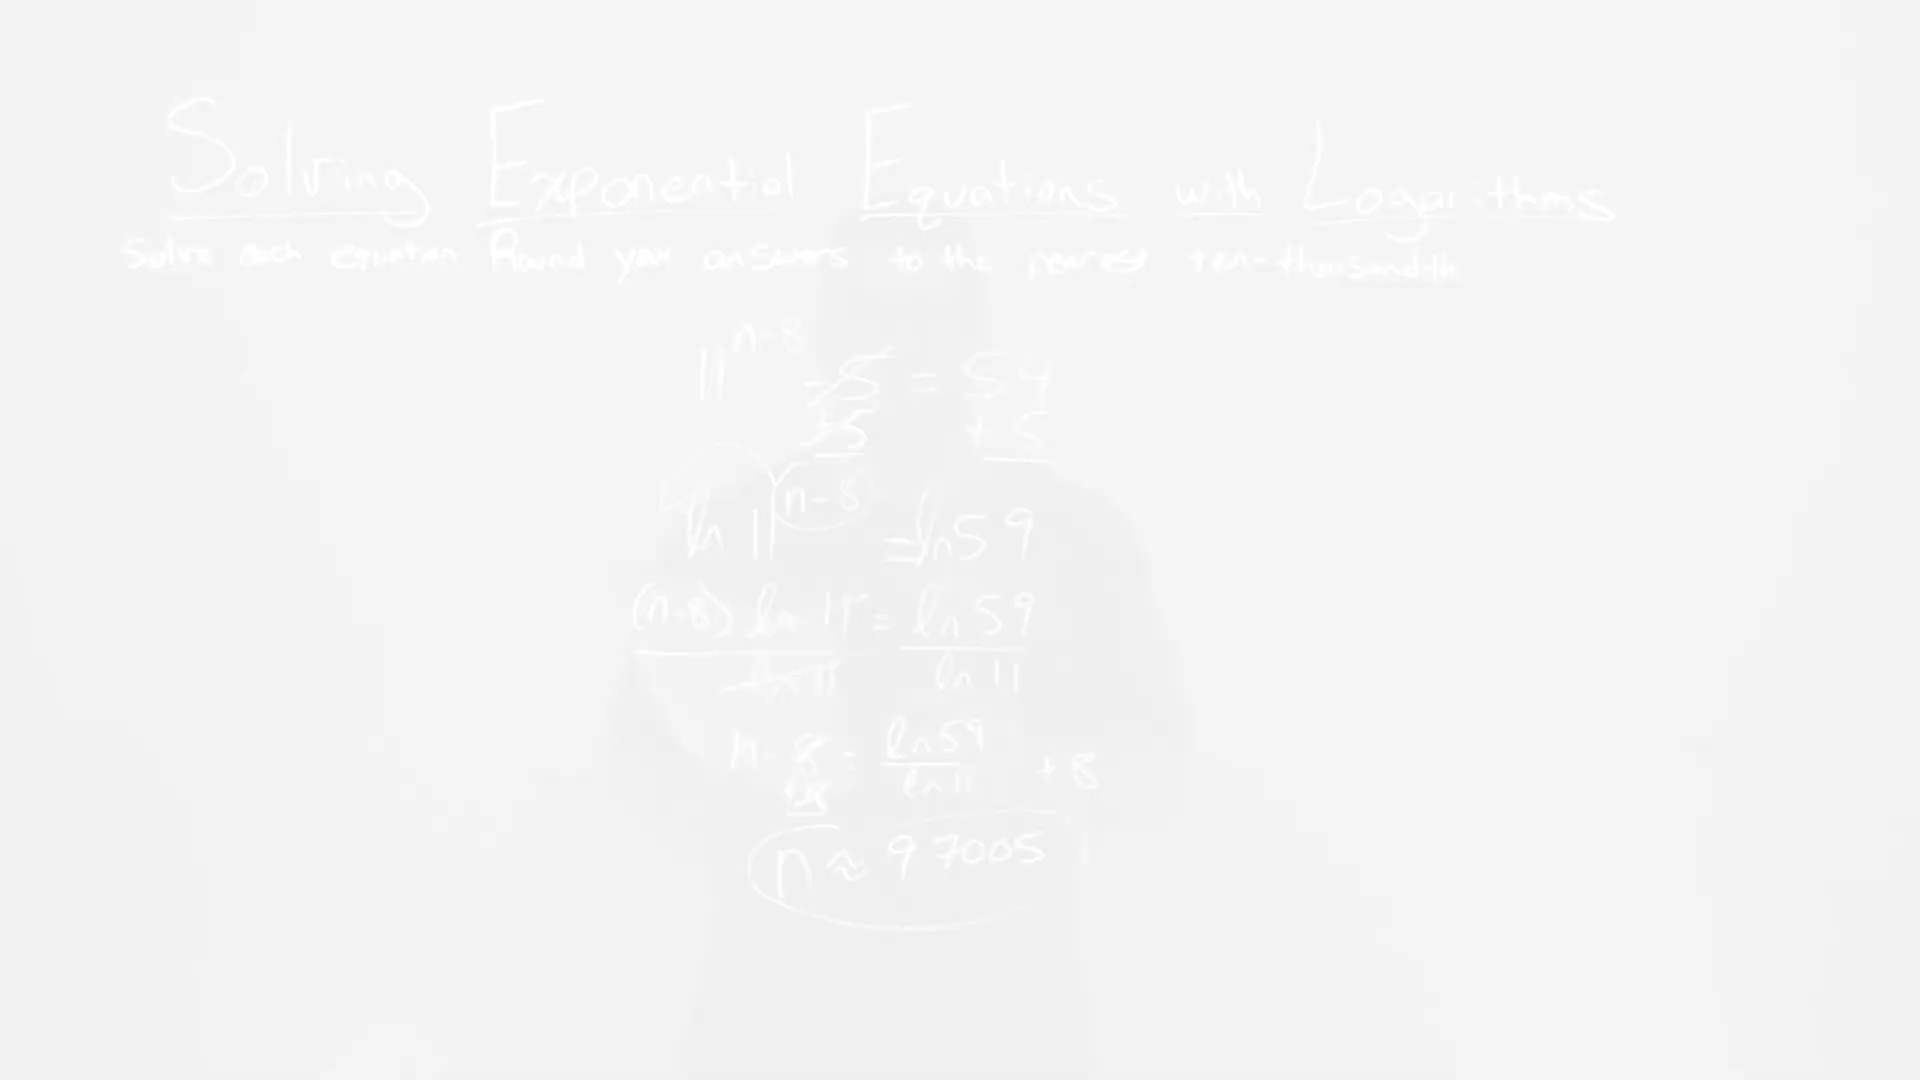 Solving Exponential Equations with Logarithms
Solve each equation Round your answers to the nearest ten-thousandth
11^(n-8) - 5 = 54
+5 +5
ln 11^(n-8) = ln 59
(n-8) ln 11 = ln 59
ln 11 ln 11
n - 8 = ln 59 / ln 11 + 8
+8
n ≈ 9 7005